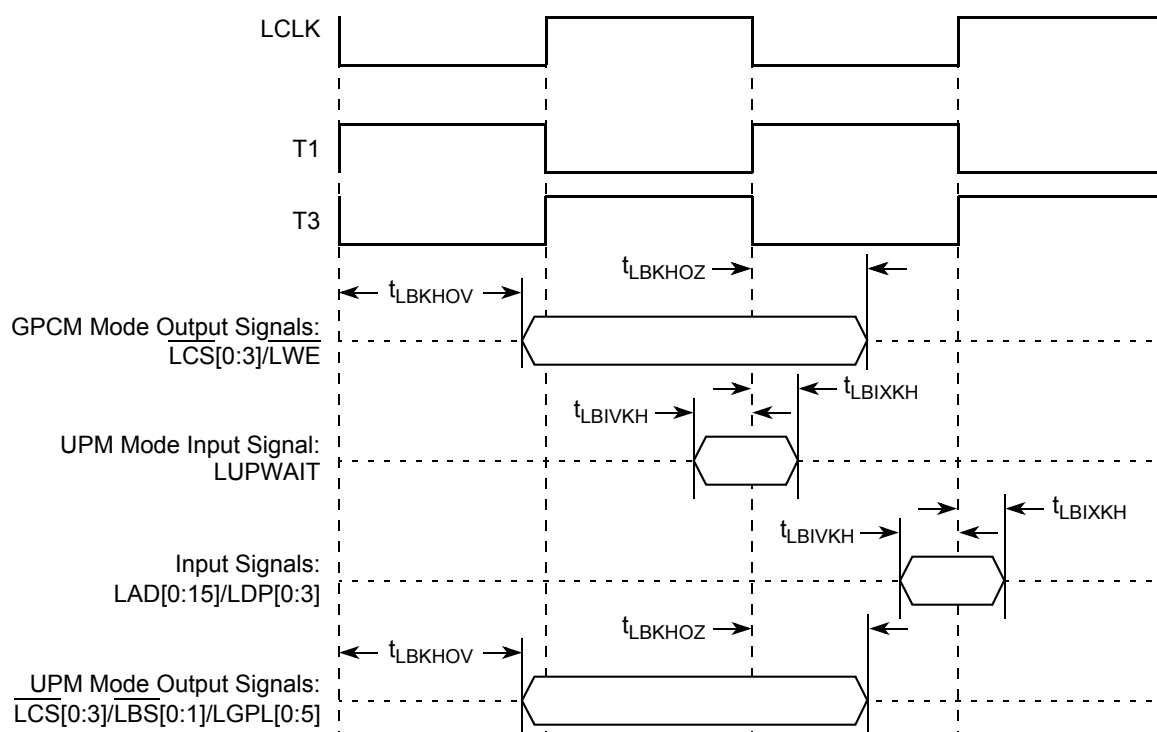 LCLK
T1
T3
tLBKHOZ
tLBKHOV
GPCM Mode Output Signals:
LCS[0:3]/LWE
tLBIXKH
tLBIVKH
UPM Mode Input Signal:
LUPWAIT
tLBIXKH
tLBIVKH
Input Signals:
LAD[0:15]/LDP[0:3]
tLBKHOZ
tLBKHOV
UPM Mode Output Signals:
LCS[0:3]/LBS[0:1]/LGPL[0:5]